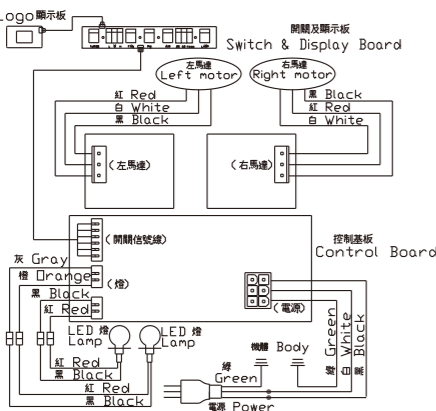 Logo 顯示板
開關及顯示板
Switch & Display Board
左馬達
Left motor
右馬達
Right motor
紅 Red
白 White
黑 Black
黑 Black
紅 Red
白 White
(左馬達)
(右馬達)
(開關信號線)
控制基板
Control Board
灰 Gray
橙 Orange
(燈)
黑 Black
紅 Red
(電源)
LED 燈
Lamp
LED 燈
Lamp
綠 Green
白 White
黑 Black
機體 Body
紅 Red
黑 Black
綠
Green
紅 Red
黑 Black
電源 Power